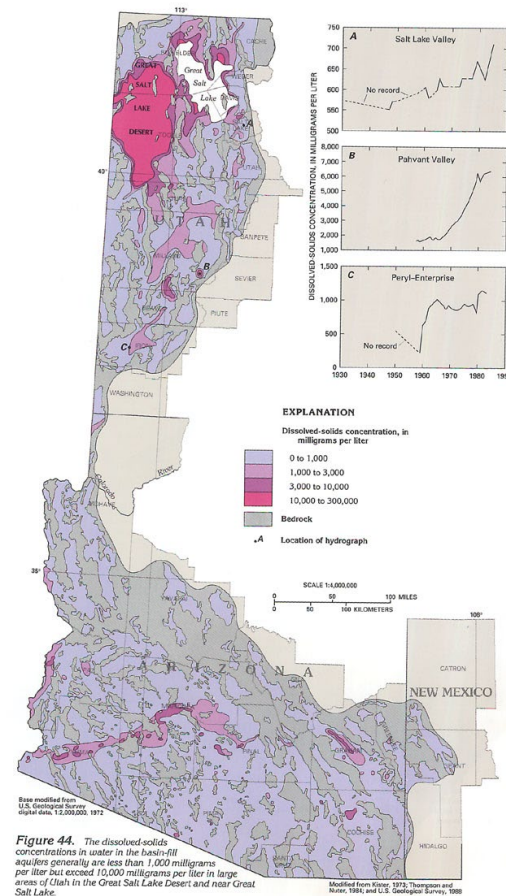 113°
CACHE
WEBER
GREAT
SALT
LAKE
DESERT
Great
Salt
Lake
A
UTAH
40°
U T A H
SANPETE
B
SEVIER
PIUTE
C
WASHINGTON
Colorado
River
35°
A R I Z O N A
GRAHAM
109°
CATRON
NEW MEXICO
HIDALGO
DISSOLVED-SOLIDS CONCENTRATION, IN MILLIGRAMS PER LITER
A
Salt Lake Valley
750
700
650
600
550
500
No record
B
Pahvant Valley
8,000
7,000
6,000
5,000
4,000
3,000
2,000
1,000
C
Peryl–Enterprise
1,500
1,000
500
0
No record
1930
1940
1950
1960
1970
1980
EXPLANATION
Dissolved-solids concentration, in
milligrams per liter
0 to 1,000
1,000 to 3,000
3,000 to 10,000
10,000 to 300,000
Bedrock
A Location of hydrograph
SCALE 1:4,000,000
0 50 100 MILES
0 50 100 KILOMETERS
Base modified from
U.S. Geological Survey
digital data, 1:2,000,000, 1972
Figure 44. The dissolved-solids
concentrations in water in the basin-fill
aquifers generally are less than 1,000 milligrams
per liter but exceed 10,000 milligrams per liter in large
areas of Utah in the Great Salt Lake Desert and near Great
Salt Lake.
Modified from Kister, 1973; Thompson and
Nuter, 1984; and U.S. Geological Survey, 1988